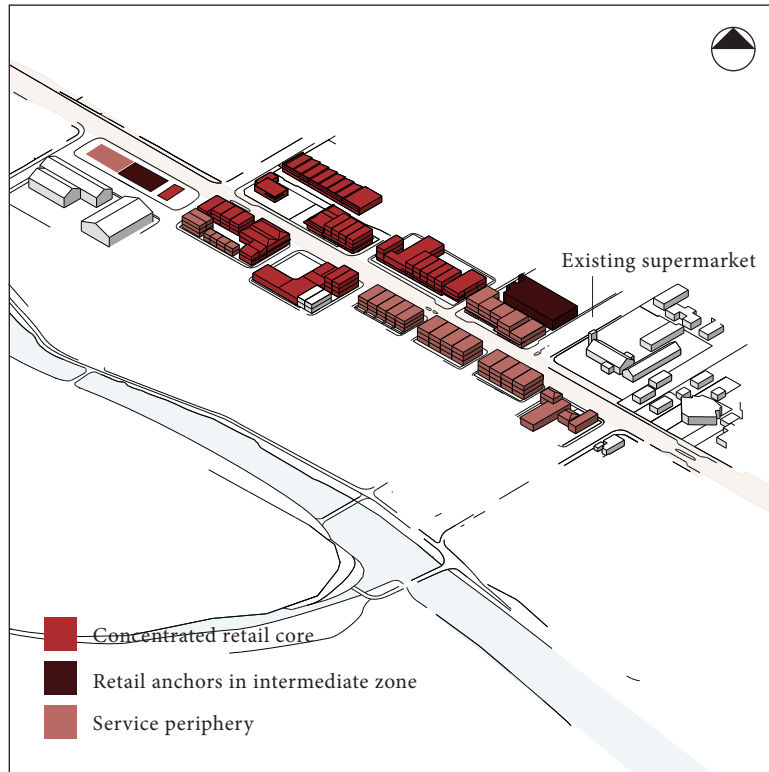 Existing supermarket
Concentrated retail core
Retail anchors in intermediate zone
Service periphery